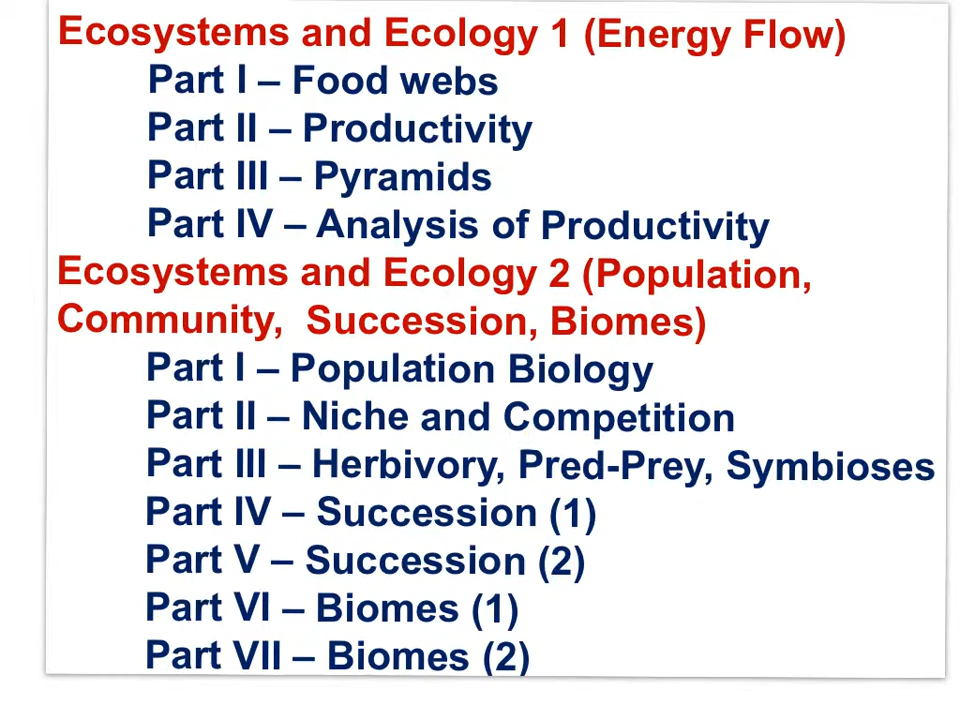 Ecosystems and Ecology 1 (Energy Flow)
Part I – Food webs
Part II – Productivity
Part III – Pyramids
Part IV – Analysis of Productivity
Ecosystems and Ecology 2 (Population,
Community, Succession, Biomes)
Part I – Population Biology
Part II – Niche and Competition
Part III – Herbivory, Pred-Prey, Symbioses
Part IV – Succession (1)
Part V – Succession (2)
Part VI – Biomes (1)
Part VII – Biomes (2)